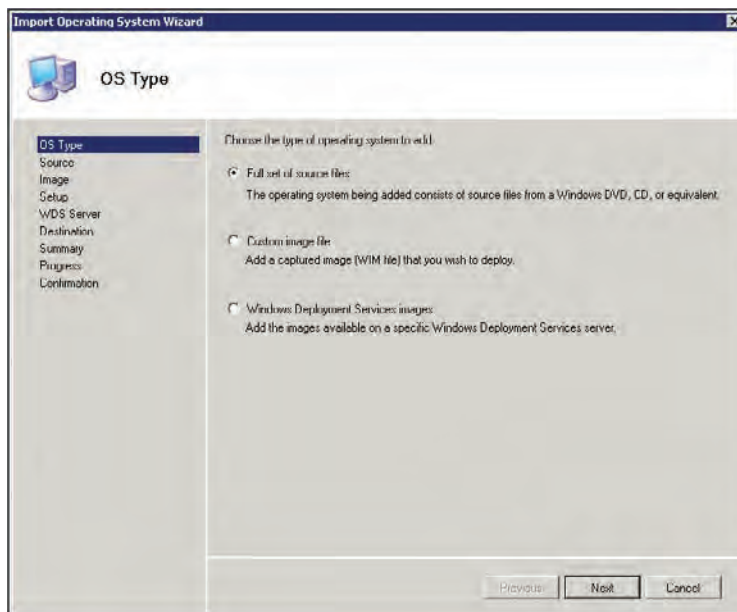 Import Operating System Wizard
OS Type
OS Type
Source
Image
Setup
WDS Server
Destination
Summary
Progress
Confirmation
Choose the type of operating system to add.
Full set of source files
The operating system being added consists of source files from a Windows DVD, CD, or equivalent.
Custom image file
Add a captured image (WIM file) that you wish to deploy.
Windows Deployment Services images
Add the images available on a specific Windows Deployment Services server.
Previous
Next
Cancel